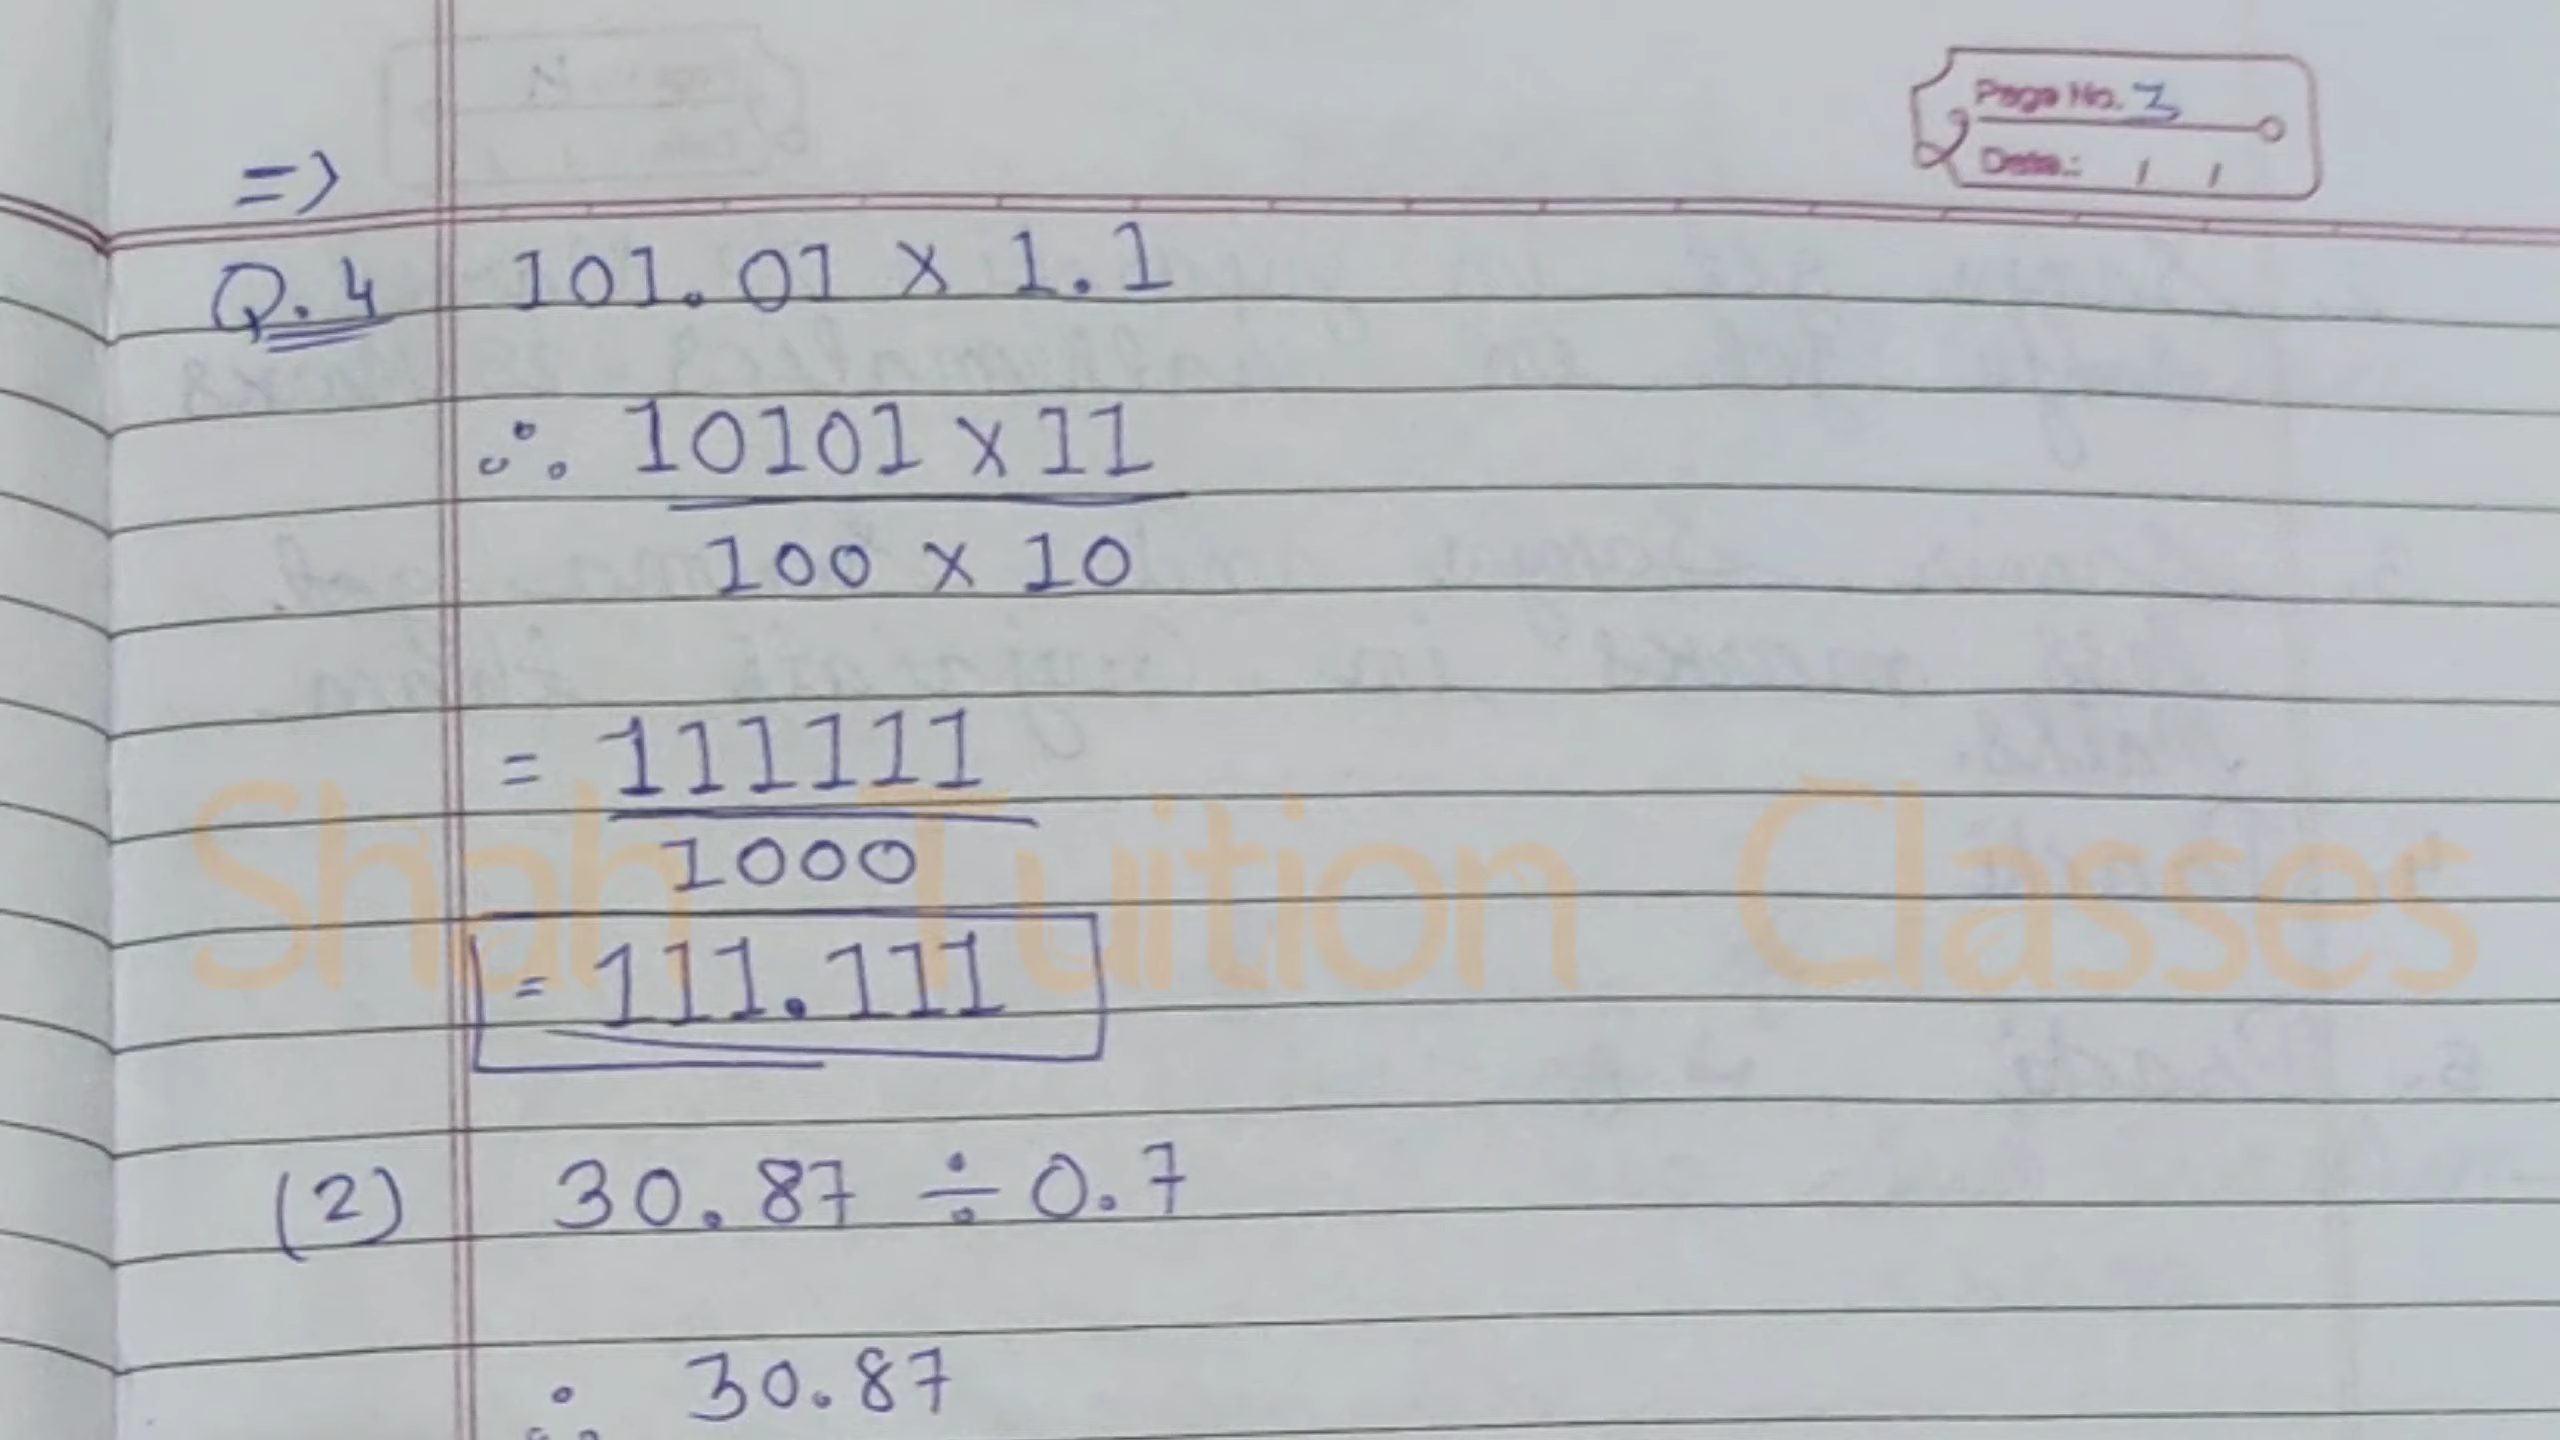 Page No. 3
Date: / /
=>
Q.4 101.01 x 1.1
∴ 10101 x 11
100 x 10
= 111111
1000
= 111.111
Shah Tuition Classes
(2) 30.87 ÷ 0.7
∴ 30.87